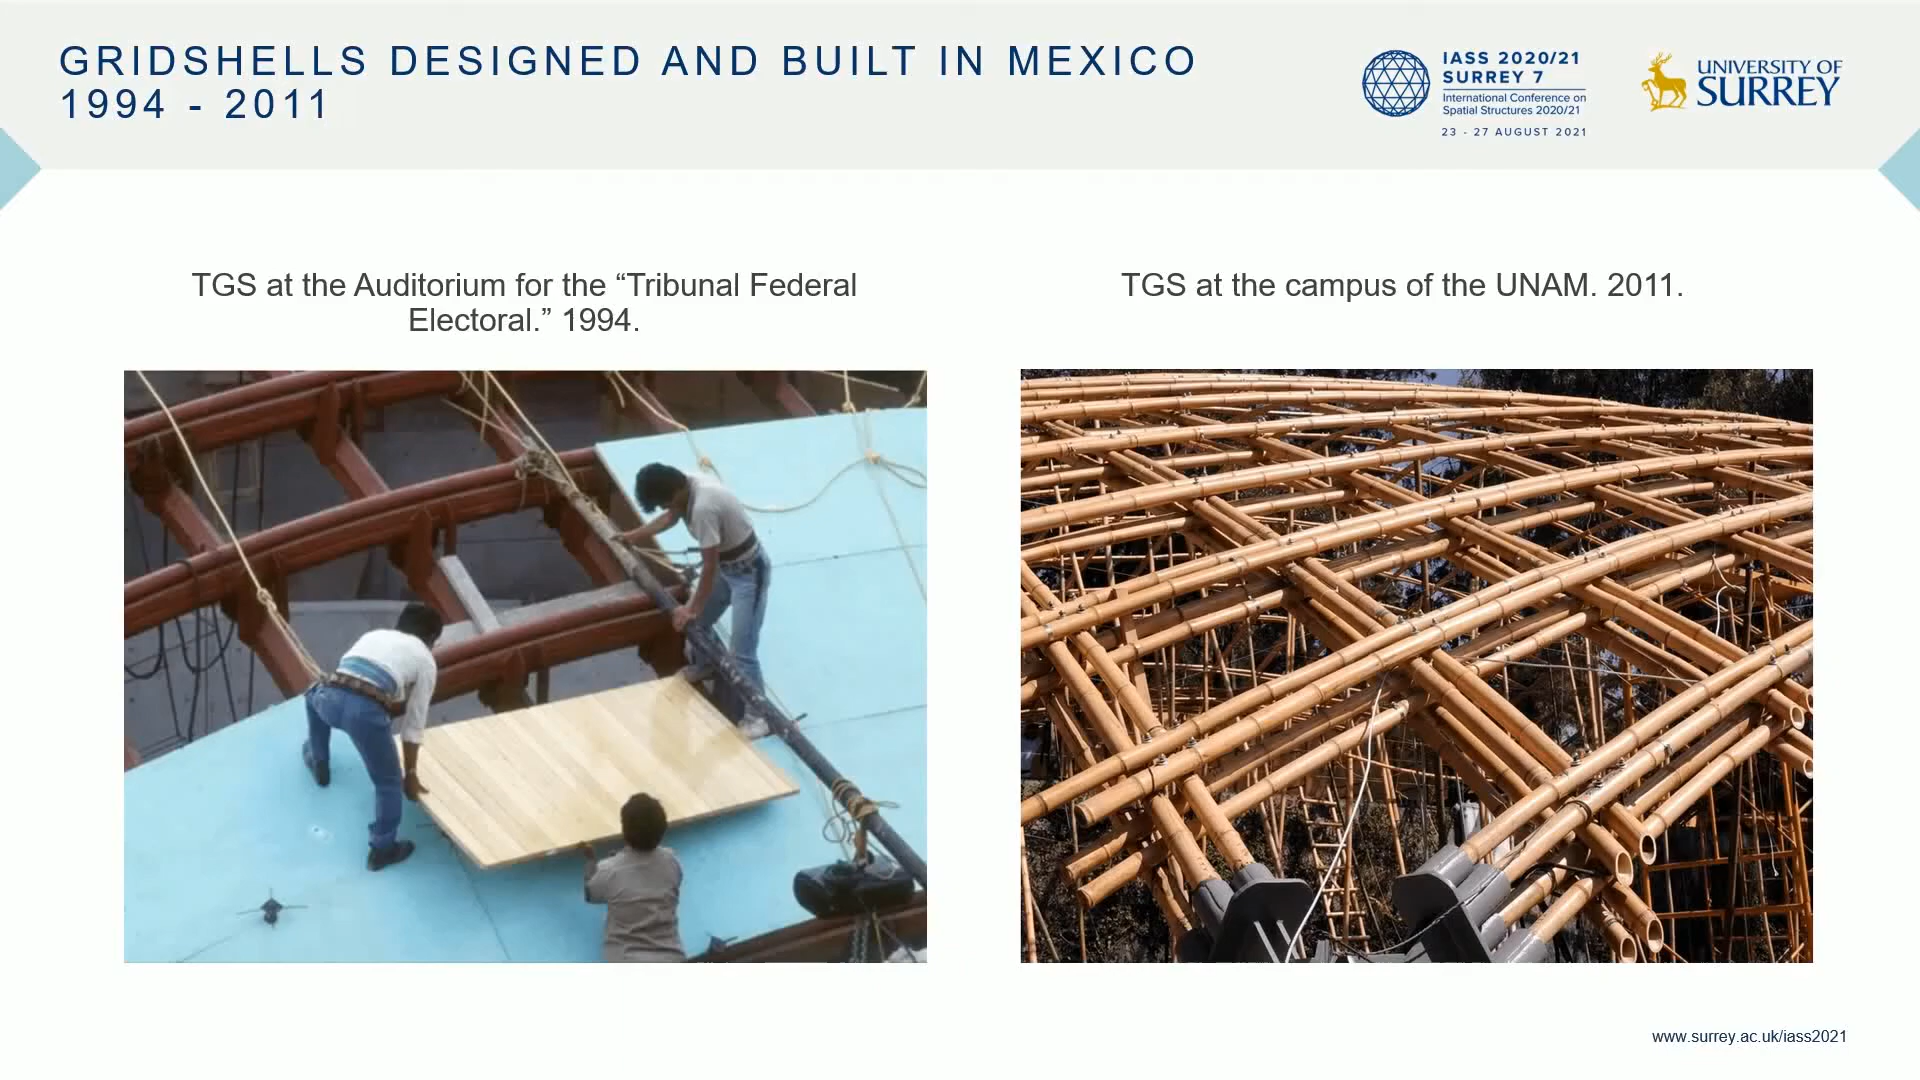 GRIDSHELLS DESIGNED AND BUILT IN MEXICO
1994 - 2011
IASS 2020/21
SURREY 7
International Conference on
Spatial Structures 2020/21
23 - 27 AUGUST 2021
UNIVERSITY OF
SURREY
TGS at the Auditorium for the “Tribunal Federal
Electoral.” 1994.
TGS at the campus of the UNAM. 2011.
www.surrey.ac.uk/iass2021